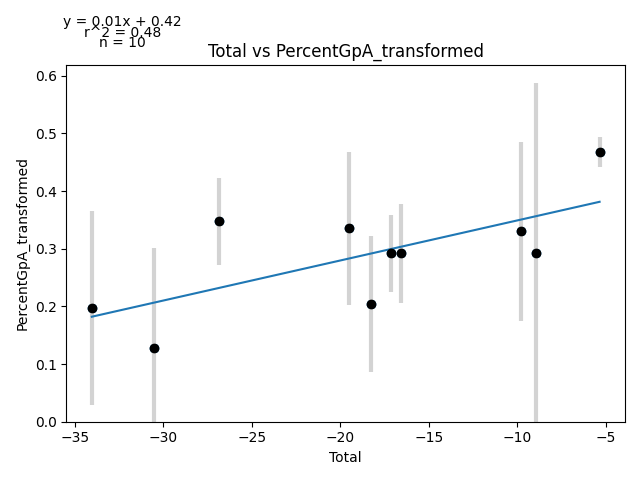 y = 0.01x + 0.42
r^2 = 0.48
n = 10
Total vs PercentGpA_transformed
0.6
0.5
0.4
0.3
0.2
0.1
0.0
PercentGpA_transformed
−35 −30 −25 −20 −15 −10 −5
Total